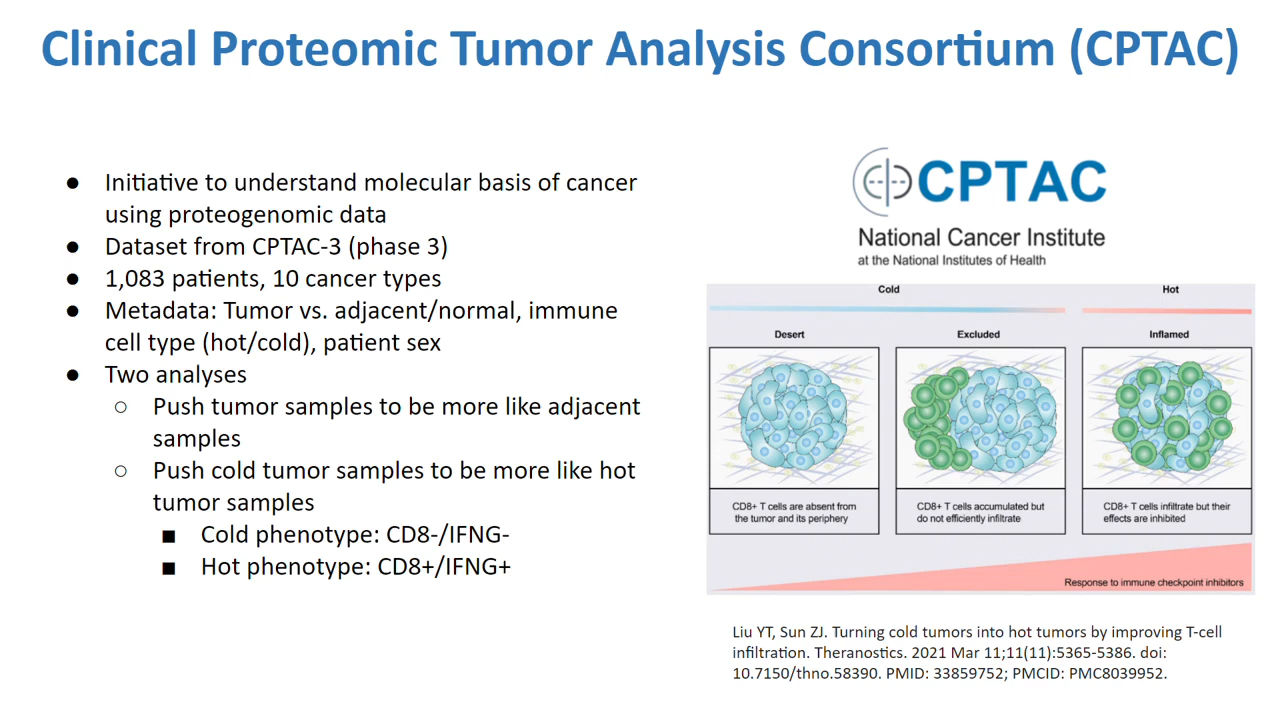 Clinical Proteomic Tumor Analysis Consortium (CPTAC)
● Initiative to understand molecular basis of cancer
using proteogenomic data
● Dataset from CPTAC-3 (phase 3)
● 1,083 patients, 10 cancer types
● Metadata: Tumor vs. adjacent/normal, immune
cell type (hot/cold), patient sex
● Two analyses
○ Push tumor samples to be more like adjacent
samples
○ Push cold tumor samples to be more like hot
tumor samples
■ Cold phenotype: CD8-/IFNG-
■ Hot phenotype: CD8+/IFNG+
CPTAC
National Cancer Institute
at the National Institutes of Health
Cold
Hot
Desert
Excluded
Inflamed
CD8+ T cells are absent from
the tumor and its periphery
CD8+ T cells accumulated but
do not efficiently infiltrate
CD8+ T cells infiltrate but their
effects are inhibited
Response to immune checkpoint inhibitors
Liu YT, Sun ZJ. Turning cold tumors into hot tumors by improving T-cell
infiltration. Theranostics. 2021 Mar 11;11(11):5365-5386. doi:
10.7150/thno.58390. PMID: 33859752; PMCID: PMC8039952.